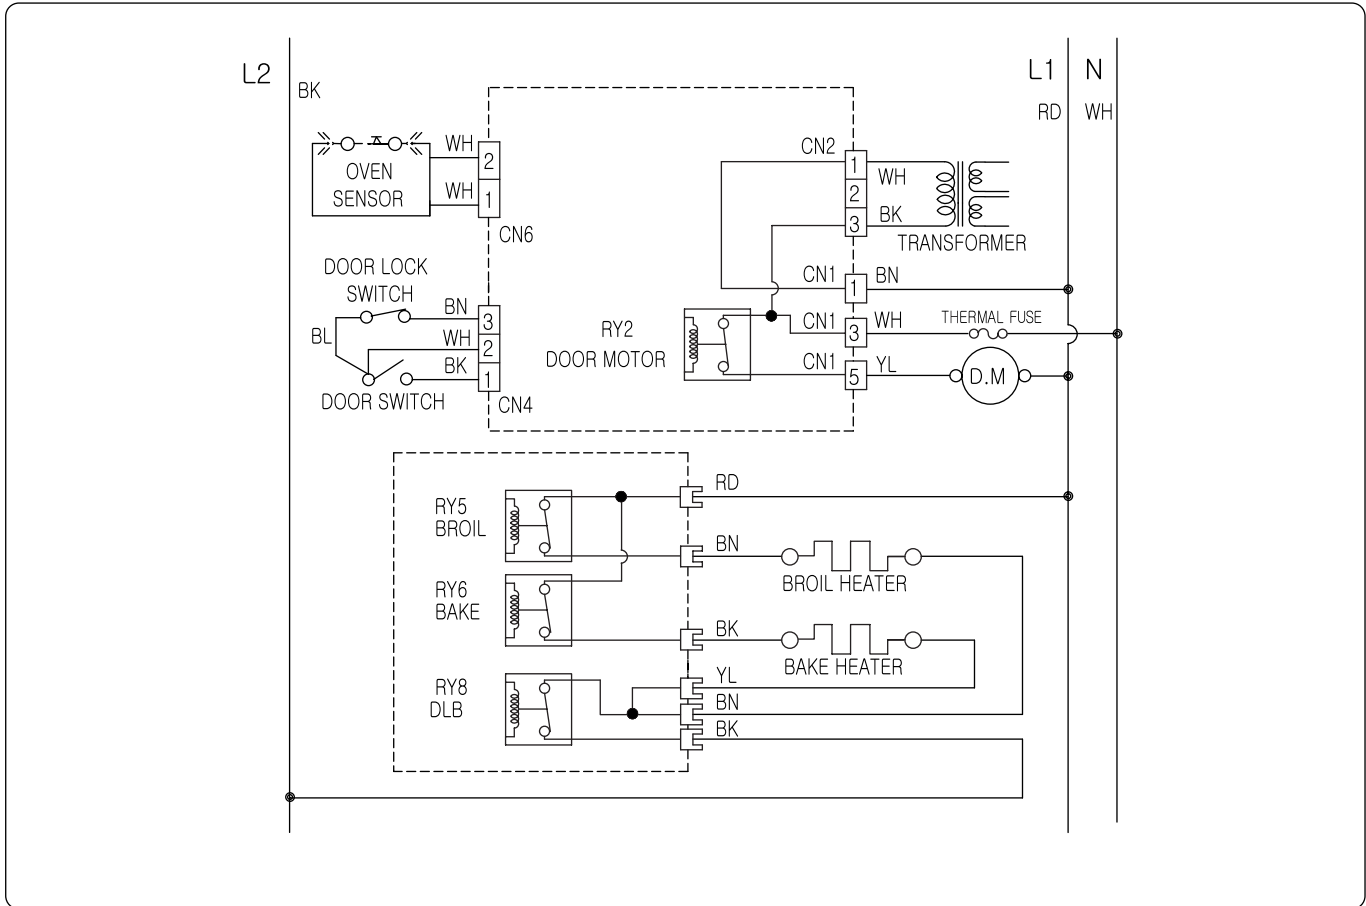 L2
BK
L1
N
RD
WH
OVEN
SENSOR
WH
2
WH
1
CN6
DOOR LOCK
SWITCH
BN
3
BL
WH
2
BK
1
DOOR SWITCH
CN4
CN2
1
WH
2
BK
3
TRANSFORMER
CN1
1
BN
RY2
DOOR MOTOR
CN1
3
WH
THERMAL FUSE
CN1
5
YL
D.M
RY5
BROIL
RD
BN
BROIL HEATER
RY6
BAKE
BK
BAKE HEATER
RY8
DLB
YL
BN
BK